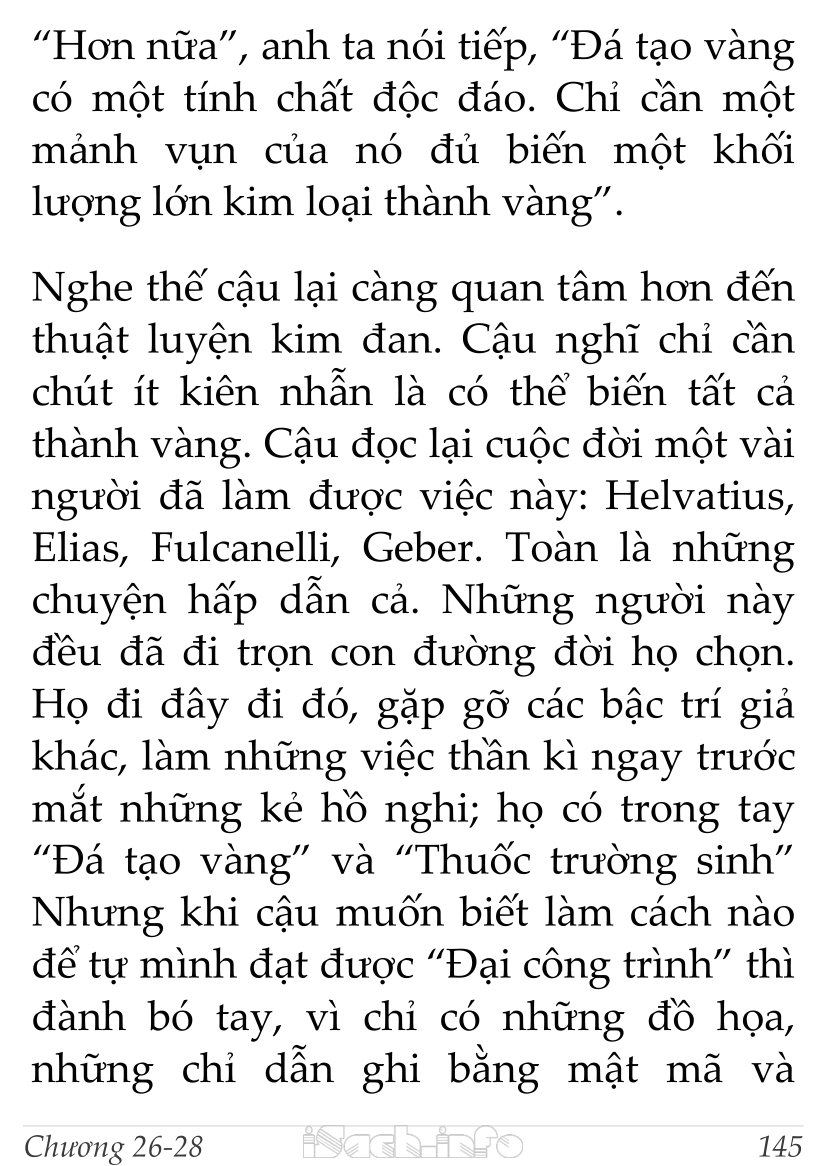 “Hơn nữa”, anh ta nói tiếp, “Đá tạo vàng
có một tính chất độc đáo. Chỉ cần một
mảnh vụn của nó đủ biến một khối
lượng lớn kim loại thành vàng”.
Nghe thế cậu lại càng quan tâm hơn đến
thuật luyện kim đan. Cậu nghĩ chỉ cần
chút ít kiên nhẫn là có thể biến tất cả
thành vàng. Cậu đọc lại cuộc đời một vài
người đã làm được việc này: Helvatius,
Elias, Fulcanelli, Geber. Toàn là những
chuyện hấp dẫn cả. Những người này
đều đã đi trọn con đường đời họ chọn.
Họ đi đây đi đó, gặp gỡ các bậc trí giả
khác, làm những việc thần kì ngay trước
mắt những kẻ hồ nghi; họ có trong tay
“Đá tạo vàng” và “Thuốc trường sinh”
Nhưng khi cậu muốn biết làm cách nào
để tự mình đạt được “Đại công trình” thì
đành bó tay, vì chỉ có những đồ họa,
những chỉ dẫn ghi bằng mật mã và
Chương 26-28 iSach.info 145